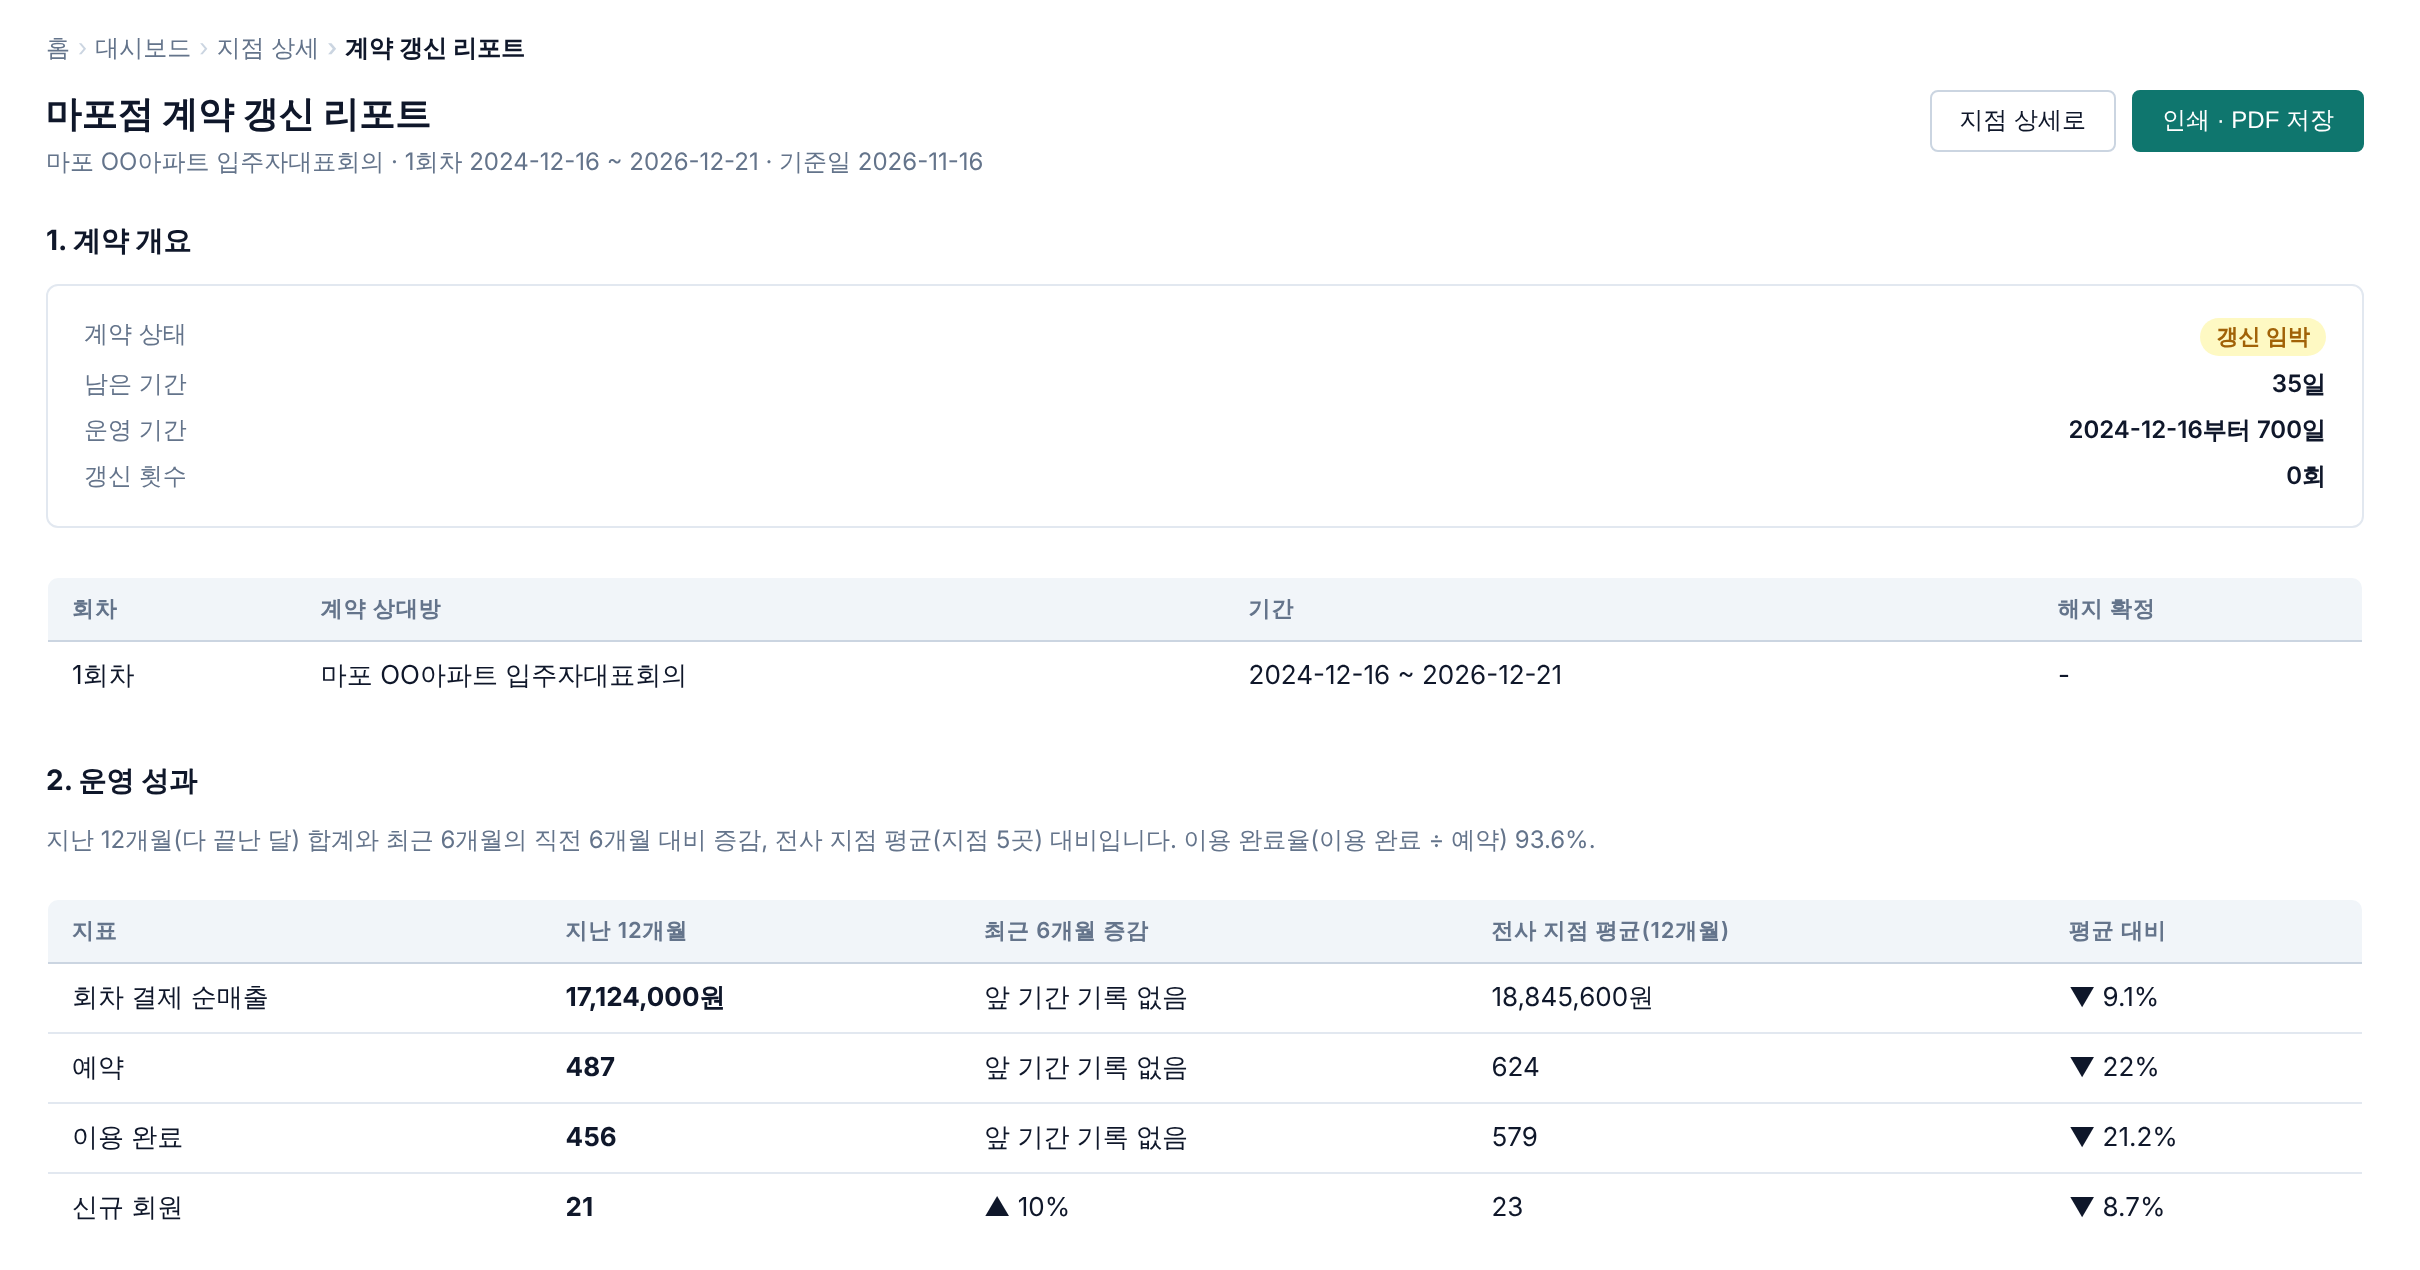 홈 › 대시보드 › 지점 상세 › 계약 갱신 리포트
마포점 계약 갱신 리포트
지점 상세로
인쇄 · PDF 저장
마포 OO아파트 입주자대표회의 · 1회차 2024-12-16 ~ 2026-12-21 · 기준일 2026-11-16
1. 계약 개요
계약 상태 갱신 임박
남은 기간 35일
운영 기간 2024-12-16부터 700일
갱신 횟수 0회
회차 계약 상대방 기간 해지 확정
1회차 마포 OO아파트 입주자대표회의 2024-12-16 ~ 2026-12-21 -
2. 운영 성과
지난 12개월(다 끝난 달) 합계와 최근 6개월의 직전 6개월 대비 증감, 전사 지점 평균(지점 5곳) 대비입니다. 이용 완료율(이용 완료 ÷ 예약) 93.6%.
지표 지난 12개월 최근 6개월 증감 전사 지점 평균(12개월) 평균 대비
회차 결제 순매출 17,124,000원 앞 기간 기록 없음 18,845,600원 ▼ 9.1%
예약 487 앞 기간 기록 없음 624 ▼ 22%
이용 완료 456 앞 기간 기록 없음 579 ▼ 21.2%
신규 회원 21 ▲ 10% 23 ▼ 8.7%